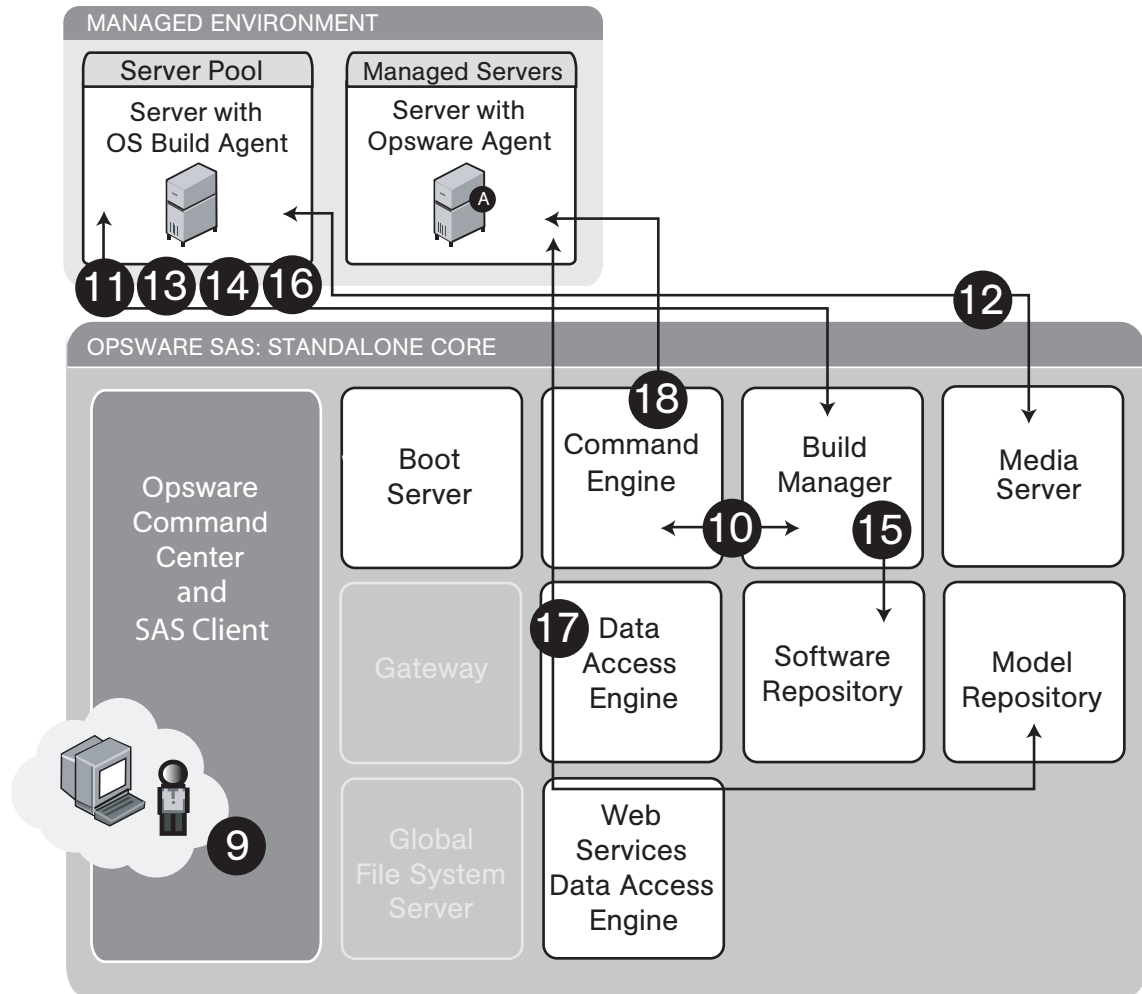 MANAGED ENVIRONMENT
Server Pool
Server with
OS Build Agent
Managed Servers
Server with
Opsware Agent
A
11
13
14
16
12
OPSWARE SAS: STANDALONE CORE
Opsware
Command
Center
and
SAS Client
9
Boot
Server
18
Command
Engine
10
Build
Manager
15
Media
Server
Gateway
17
Data
Access
Engine
Software
Repository
Model
Repository
Global
File System
Server
Web
Services
Data Access
Engine